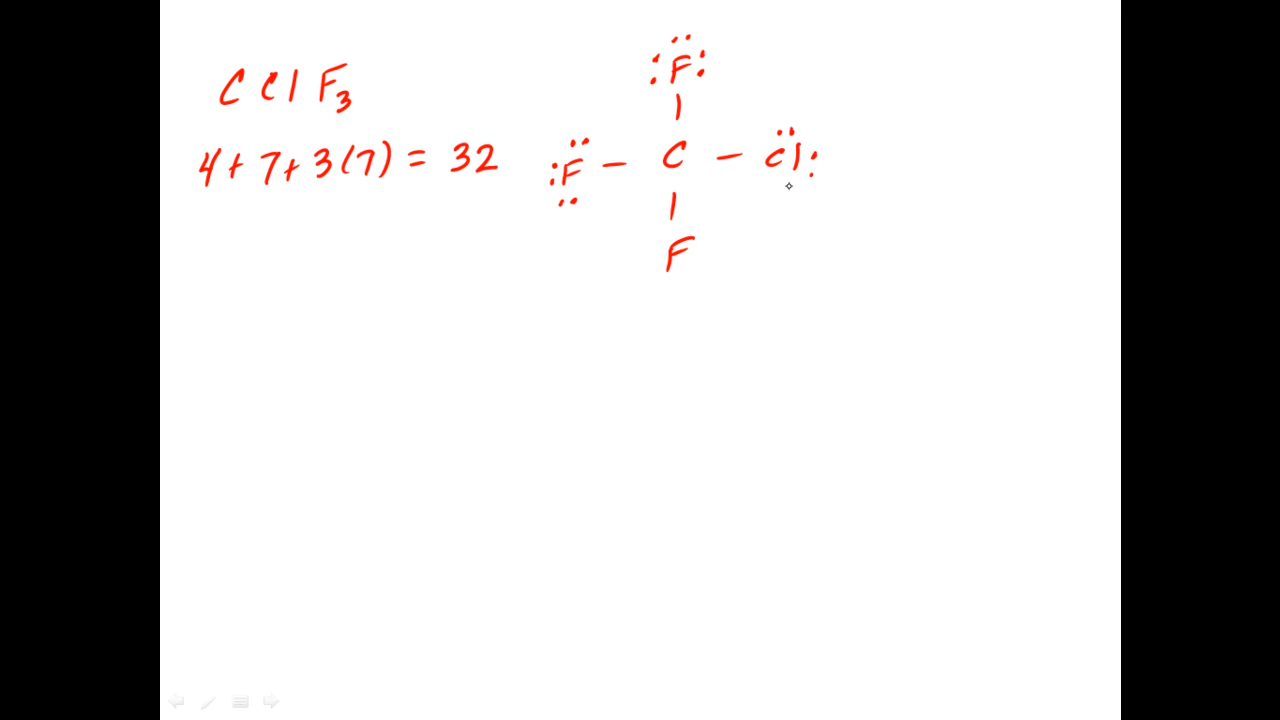 CClF₃
4 + 7 + 3(7) = 32
F
F – C – Cl
F